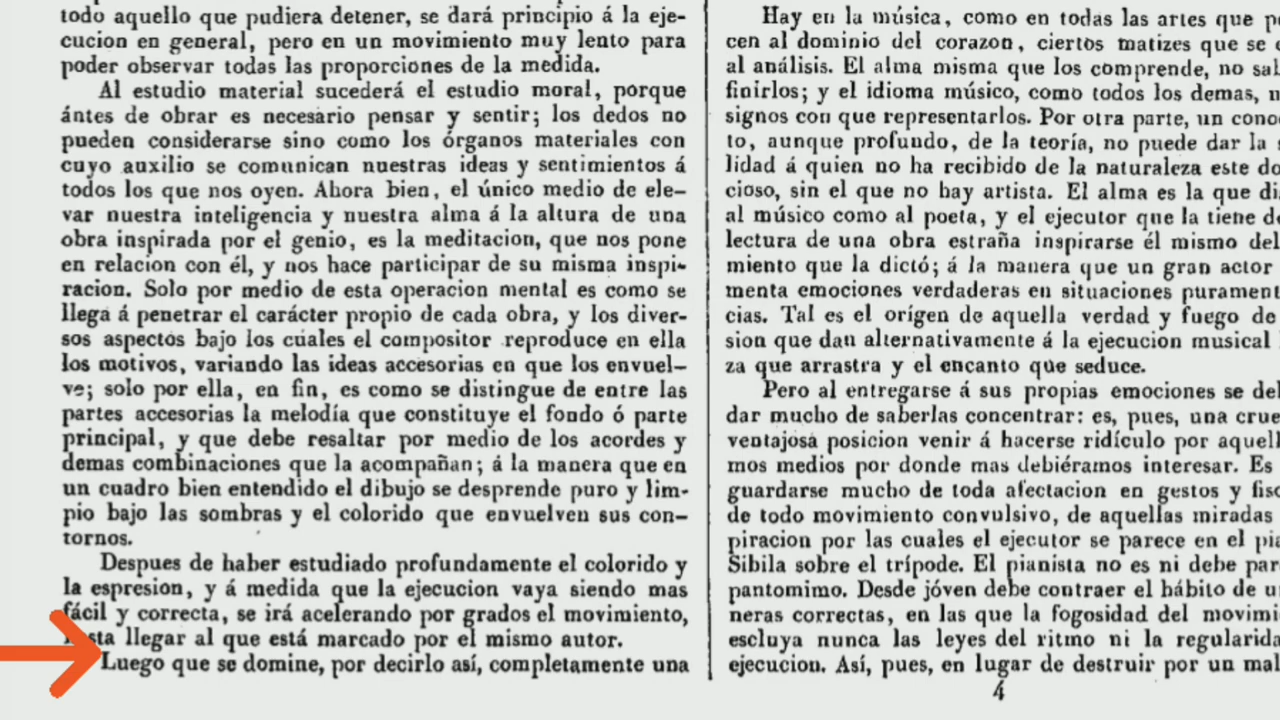 todo aquello que pudiera detener, se dará principio á la eje-
cucion en general, pero en un movimiento muy lento para
poder observar todas las proporciones de la medida.
Al estudio material sucederá el estudio moral, porque
ántes de obrar es necesario pensar y sentir; los dedos no
pueden considerarse sino como los órganos materiales con
cuyo auxilio se comunican nuestras ideas y sentimientos á
todos los que nos oyen. Ahora bien, el único medio de ele-
var nuestra inteligencia y nuestra alma á la altura de una
obra inspirada por el genio, es la meditacion, que nos pone
en relacion con él, y nos hace participar de su misma inspi-
racion. Solo por medio de esta operacion mental es como se
llega á penetrar el carácter propio de cada obra, y los diver-
sos aspectos bajo los cuales el compositor reproduce en ella
los motivos, variando las ideas accesorias en que los envuel-
ve; solo por ella, en fin, es como se distingue de entre las
partes accesorias la melodía que constituye el fondo ó parte
principal, y que debe resaltar por medio de los acordes y
demas combinaciones que la acompañan; á la manera que en
un cuadro bien entendido el dibujo se desprende puro y lim-
pio bajo las sombras y el colorido que envuelven sus con-
tornos.
Despues de haber estudiado profundamente el colorido y
la espresion, y á medida que la ejecucion vaya siendo mas
fácil y correcta, se irá acelerando por grados el movimiento,
hasta llegar al que está marcado por el mismo autor.
Luego que se domine, por decirlo así, completamente una
Hay en la música, como en todas las artes que p
cen al dominio del corazon, ciertos matizes que se
al análisis. El alma misma que los comprende, no sa
finirlos; y el idioma músico, como todos los demas,
signos con que representarlos. Por otra parte, un cono
to, aunque profundo, de la teoría, no puede dar la
lidad á quien no ha recibido de la naturaleza este do
cioso, sin el que no hay artista. El alma es la que di
al músico como al poeta, y el ejecutor que la tiene d
lectura de una obra estraña inspirarse él mismo del
miento que la dictó; á la manera que un gran actor
menta emociones verdaderas en situaciones purament
cias. Tal es el orígen de aquella verdad y fuego de
sion que dan alternativamente á la ejecucion musical
za que arrastra y el encanto que seduce.
Pero al entregarse á sus propias emociones se de
dar mucho de saberlas concentrar: es, pues, una crue
ventajosa posicion venir á hacerse ridículo por aquell
mos medios por donde mas debiéramos interesar. Es
guardarse mucho de toda afectacion en gestos y fiso
de todo movimiento convulsivo, de aquellas miradas
piracion por las cuales el ejecutor se parece en el pia
Sibila sobre el trípode. El pianista no es ni debe par
pantomimo. Desde jóven debe contraer el hábito de u
neras correctas, en las que la fogosidad del movimi
escluya nunca las leyes del ritmo ni la regularida
ejecucion. Así, pues, en lugar de destruir por un mal
4